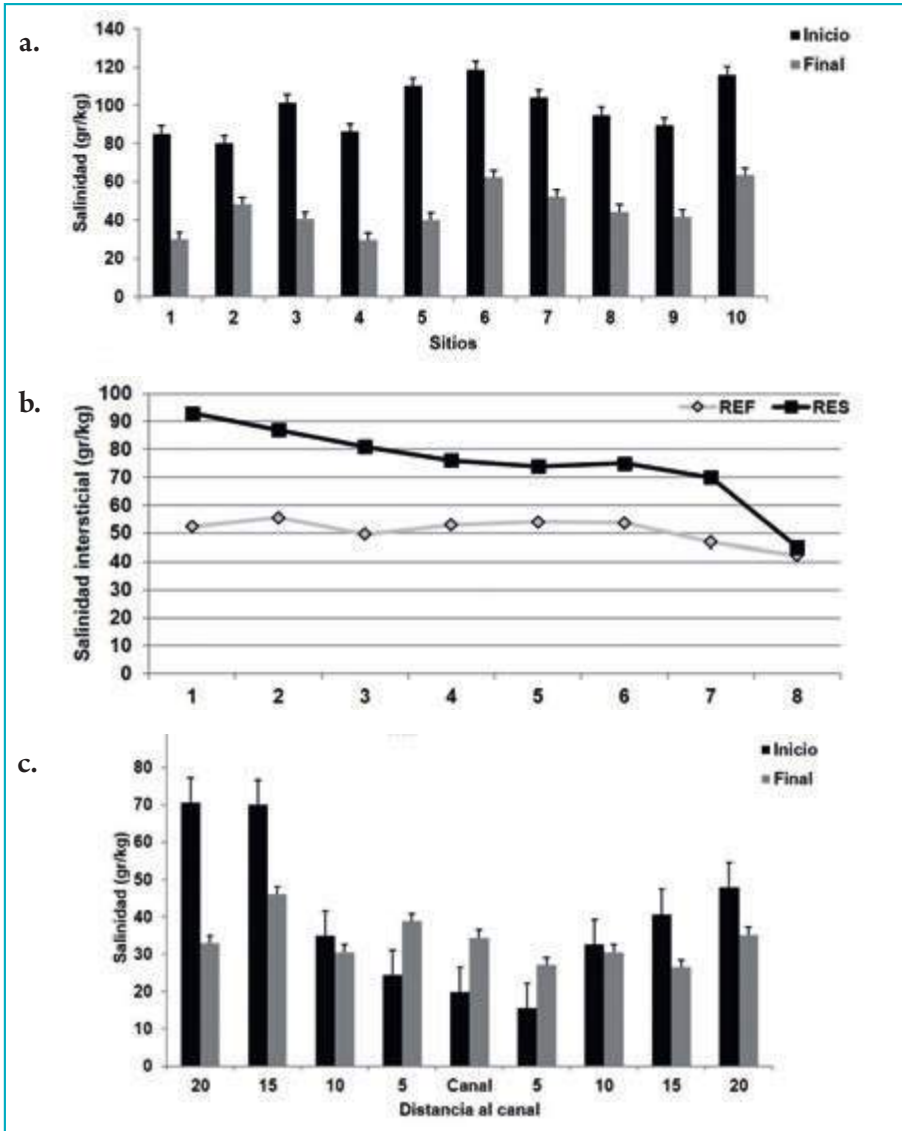 a.
Inicio
Final
Salinidad (gr/kg)
140
120
100
80
60
40
20
0
1 2 3 4 5 6 7 8 9 10
Sitios
b.
REF RES
Salinidad intersticial (gr/kg)
100
90
80
70
60
50
40
30
20
10
0
1 2 3 4 5 6 7 8
c.
Inicio
Final
Salinidad (gr/kg)
80
70
60
50
40
30
20
10
0
20 15 10 5 Canal 5 10 15 20
Distancia al canal